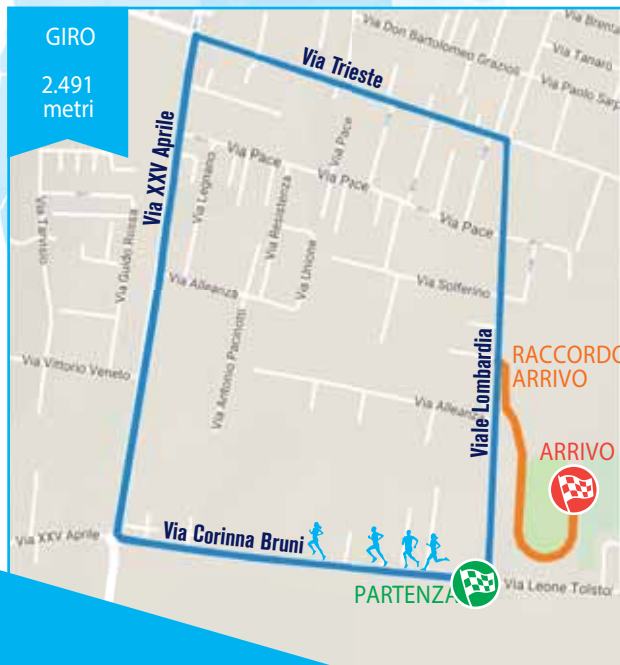 GIRO
2.491
metri
Via Brenta
Via Don Bartolomeo Grazioli
Via Tanaro
Via Trieste
Via Paolo Sarp
Via XXV Aprile
Via Pace
Via Pace
Via Pace
Via Pace
Via Legnano
Via Resistenza
Via Unione
Via Tarvisio
Via Guido Rossa
Via Alleanza
Via Solferino
Via Antonio Pacinotti
Viale Lombardia
RACCORDO
ARRIVO
Via Vittorio Veneto
Via Alleanza
ARRIVO
Via XXV Aprile
Via Corinna Bruni
PARTENZA
Via Leone Tolstoi